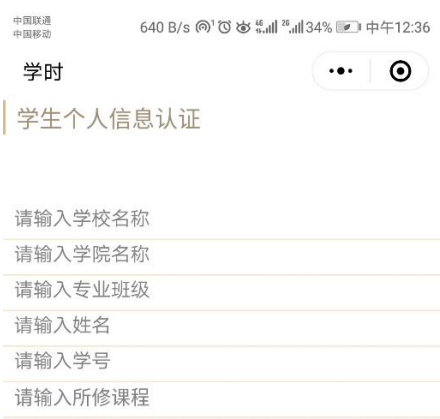 中国联通
中国移动
640 B/s 46 26 34% 中午12:36
学时
学生个人信息认证
请输入学校名称
请输入学院名称
请输入专业班级
请输入姓名
请输入学号
请输入所修课程